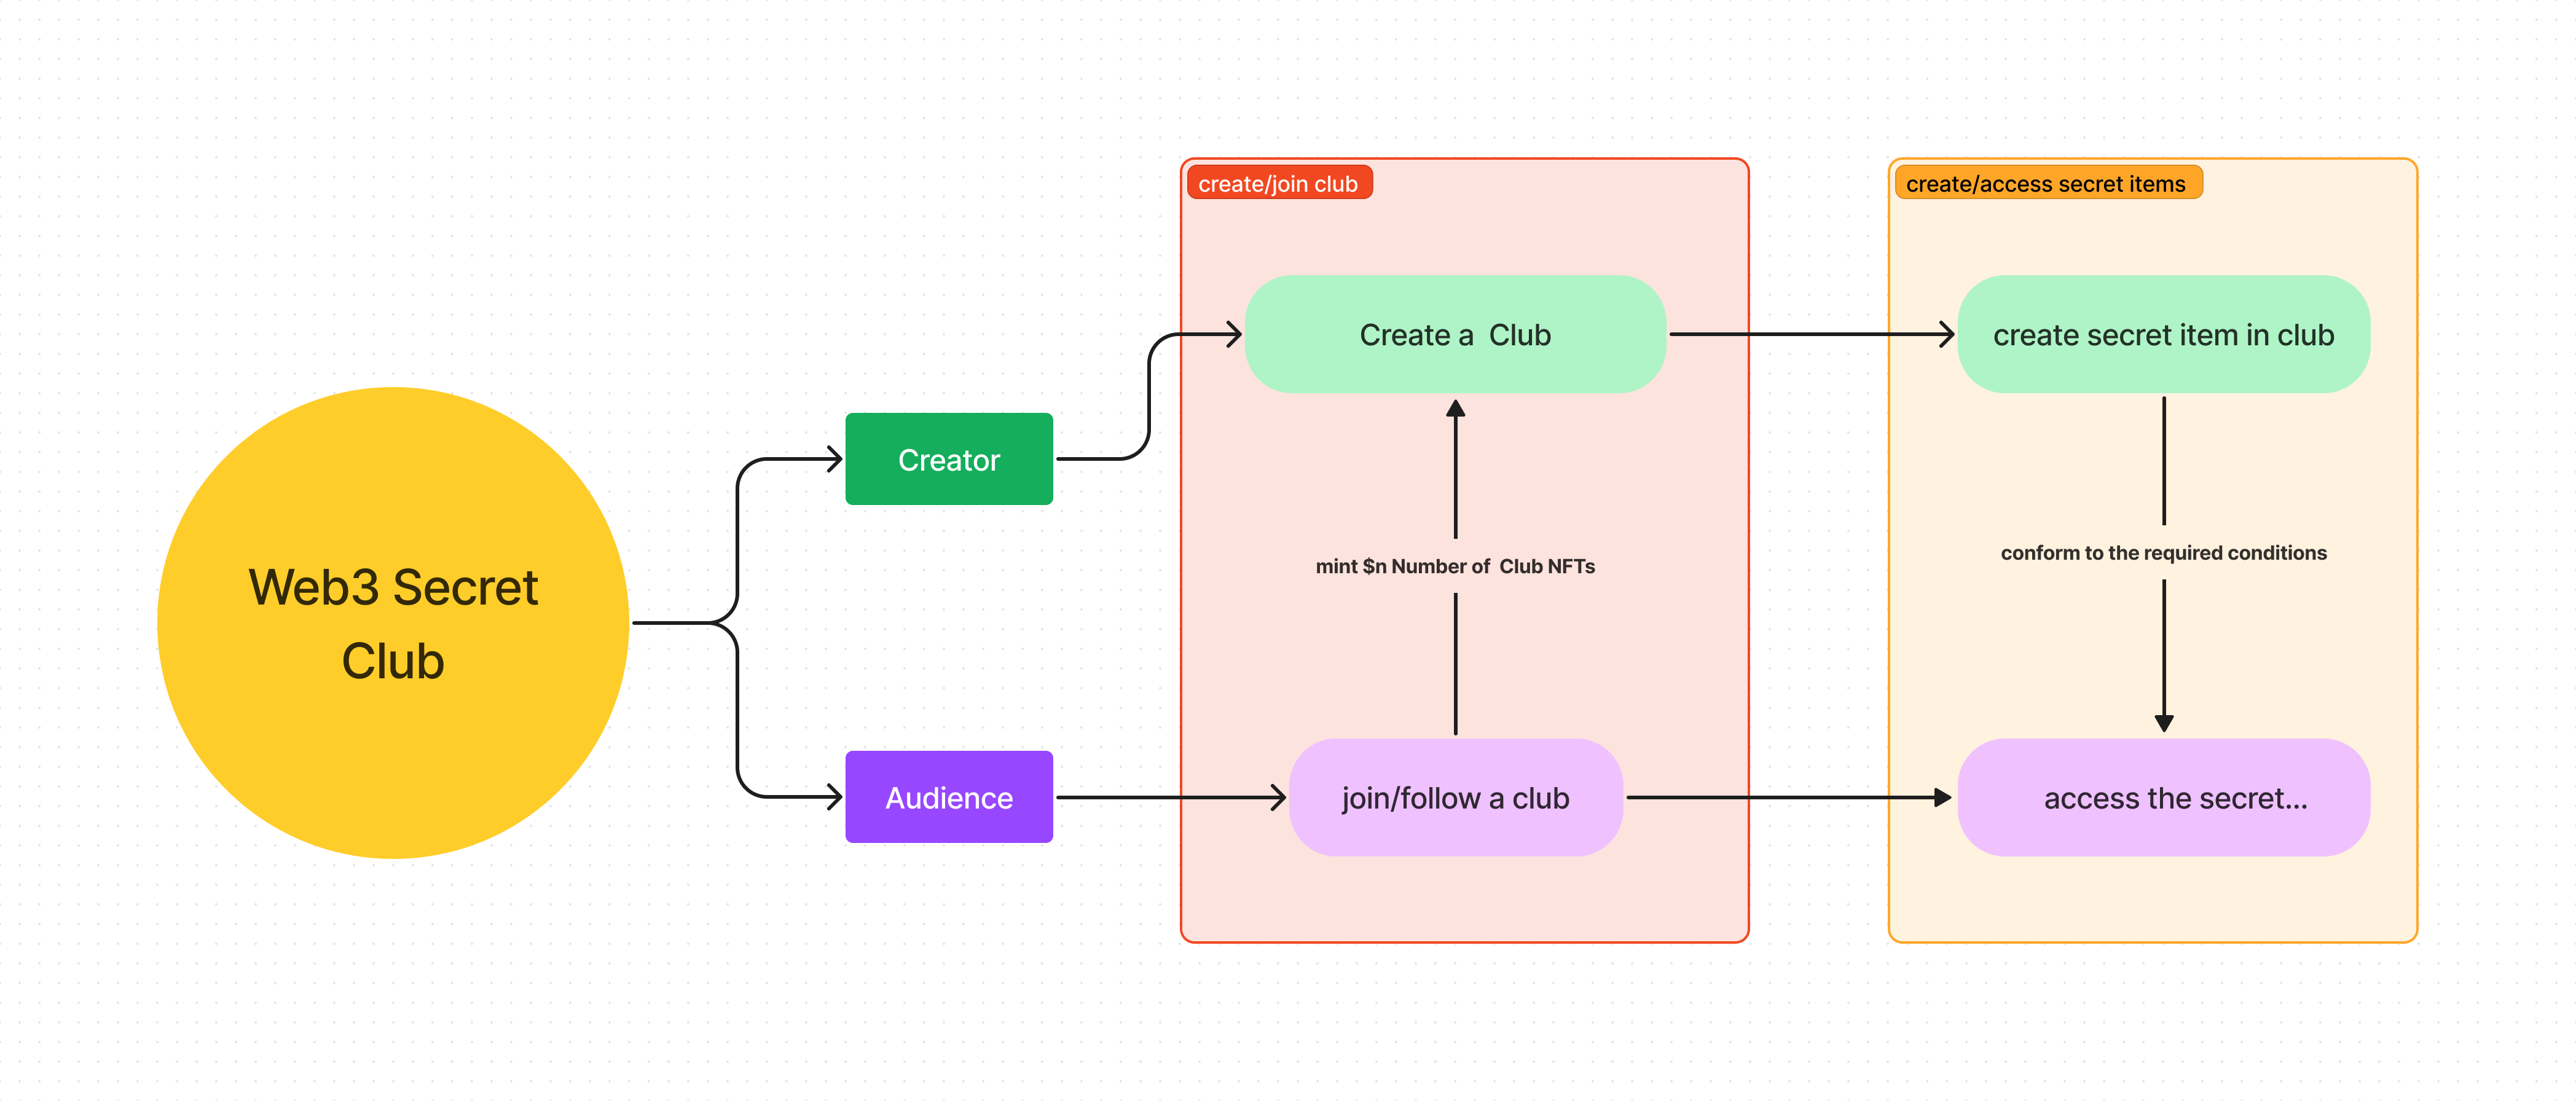 Web3 Secret
Club
Creator
Audience
create/join club
Create a  Club
mint $n Number of  Club NFTs
join/follow a club
create/access secret items
create secret item in club
conform to the required conditions
access the secret...